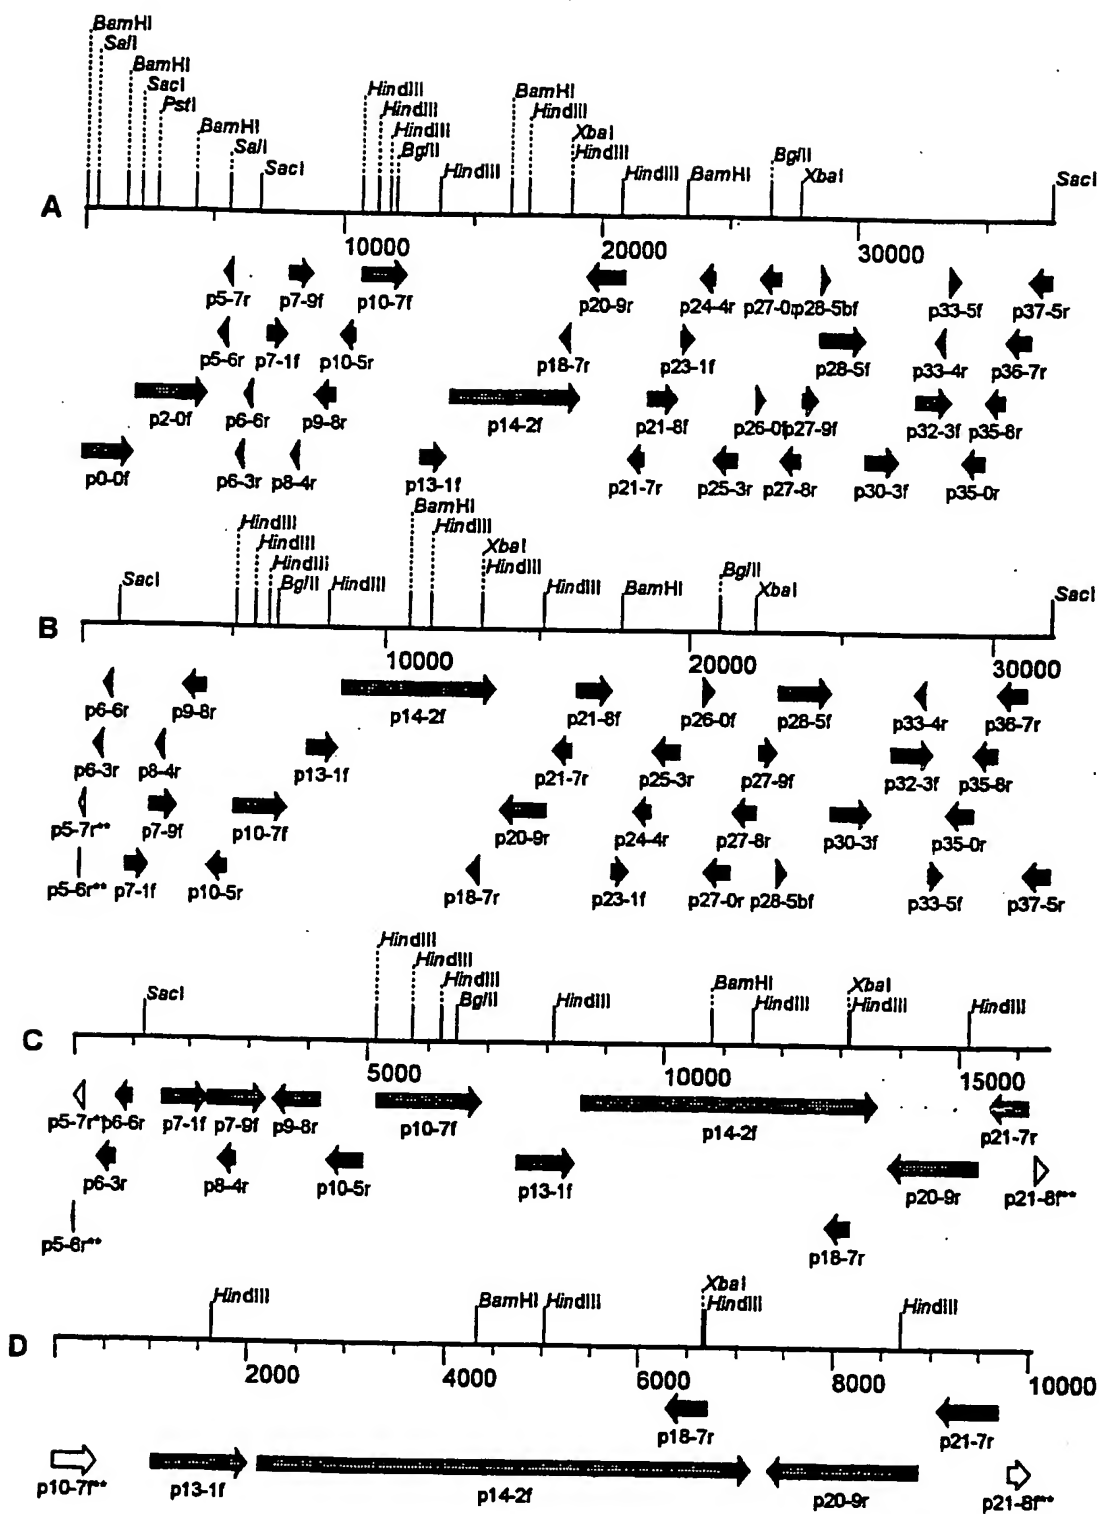 BamHI
SalI
BamHI
SacI
PstI
BamHI
SalI
SacI
HindIII
HindIII
HindIII
BglII
HindIII
BamHI
HindIII
XbaI
HindIII
HindIII
BamHI
BglII
XbaI
SacI
A
10000 20000 30000
p5-7r p7-9f p10-7f p20-9r p24-4r p27-0r p28-5bf p33-5f p37-5r
p5-6r p7-1f p10-5r p18-7r p23-1f p28-5f p33-4r p36-7r
p2-0f p6-6r p9-8r p14-2f p21-8f p26-0f p27-9f p32-3f p35-8r
p0-0f p6-3r p8-4r p13-1f p21-7r p25-3r p27-8r p30-3f p35-0r
SacI
HindIII
HindIII
HindIII
BglII
HindIII
BamHI
HindIII
XbaI
HindIII
HindIII
BamHI
BglII
XbaI
SacI
B
10000 20000 30000
p6-6r p9-8r p14-2f p21-8f p26-0f p28-5f p33-4r p36-7r
p6-3r p8-4r p13-1f p21-7r p25-3r p27-9f p32-3f p35-8r
p5-7r** p7-9f p10-7f p20-9r p24-4r p27-8r p30-3f p35-0r
p5-6r** p7-1f p10-5r p18-7r p23-1f p27-0r p28-5bf p33-5f p37-5r
SacI
HindIII
HindIII
HindIII
BglII
HindIII
BamHI
HindIII
XbaI
HindIII
HindIII
C
5000 10000 15000
p5-7r** p6-6r p7-1f p7-9f p9-8r p10-7f p14-2f p21-7r
p6-3r p8-4r p10-5r p13-1f p20-9r p21-8f**
p5-6r** p18-7r
HindIII
BamHI
HindIII
XbaI
HindIII
HindIII
D
2000 4000 6000 8000 10000
p18-7r p21-7r
p10-7f** p13-1f p14-2f p20-9r p21-8f**